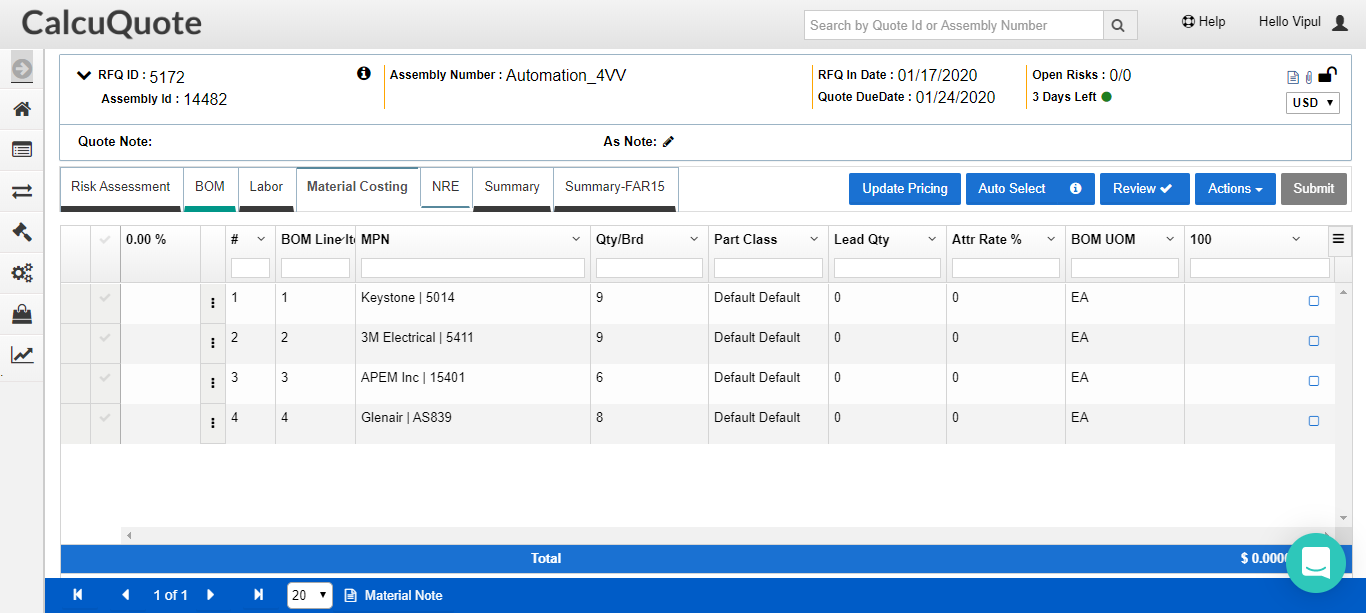 CalcuQuote
Search by Quote Id or Assembly Number
Help
Hello Vipul
RFQ ID : 5172
Assembly Number : Automation_4VV
RFQ In Date : 01/17/2020
Open Risks : 0/0
Assembly Id : 14482
Quote DueDate : 01/24/2020
3 Days Left
USD
Quote Note:
As Note:
Risk Assessment
BOM
Labor
Material Costing
NRE
Summary
Summary-FAR15
Update Pricing
Auto Select
Review
Actions
Submit
0.00 %
#
BOM Line
MPN
Qty/Brd
Part Class
Lead Qty
Attr Rate %
BOM UOM
100
1 1 Keystone | 5014 9 Default Default 0 0 EA
2 2 3M Electrical | 5411 9 Default Default 0 0 EA
3 3 APEM Inc | 15401 6 Default Default 0 0 EA
4 4 Glenair | AS839 8 Default Default 0 0 EA
Total
1 of 1
20
Material Note